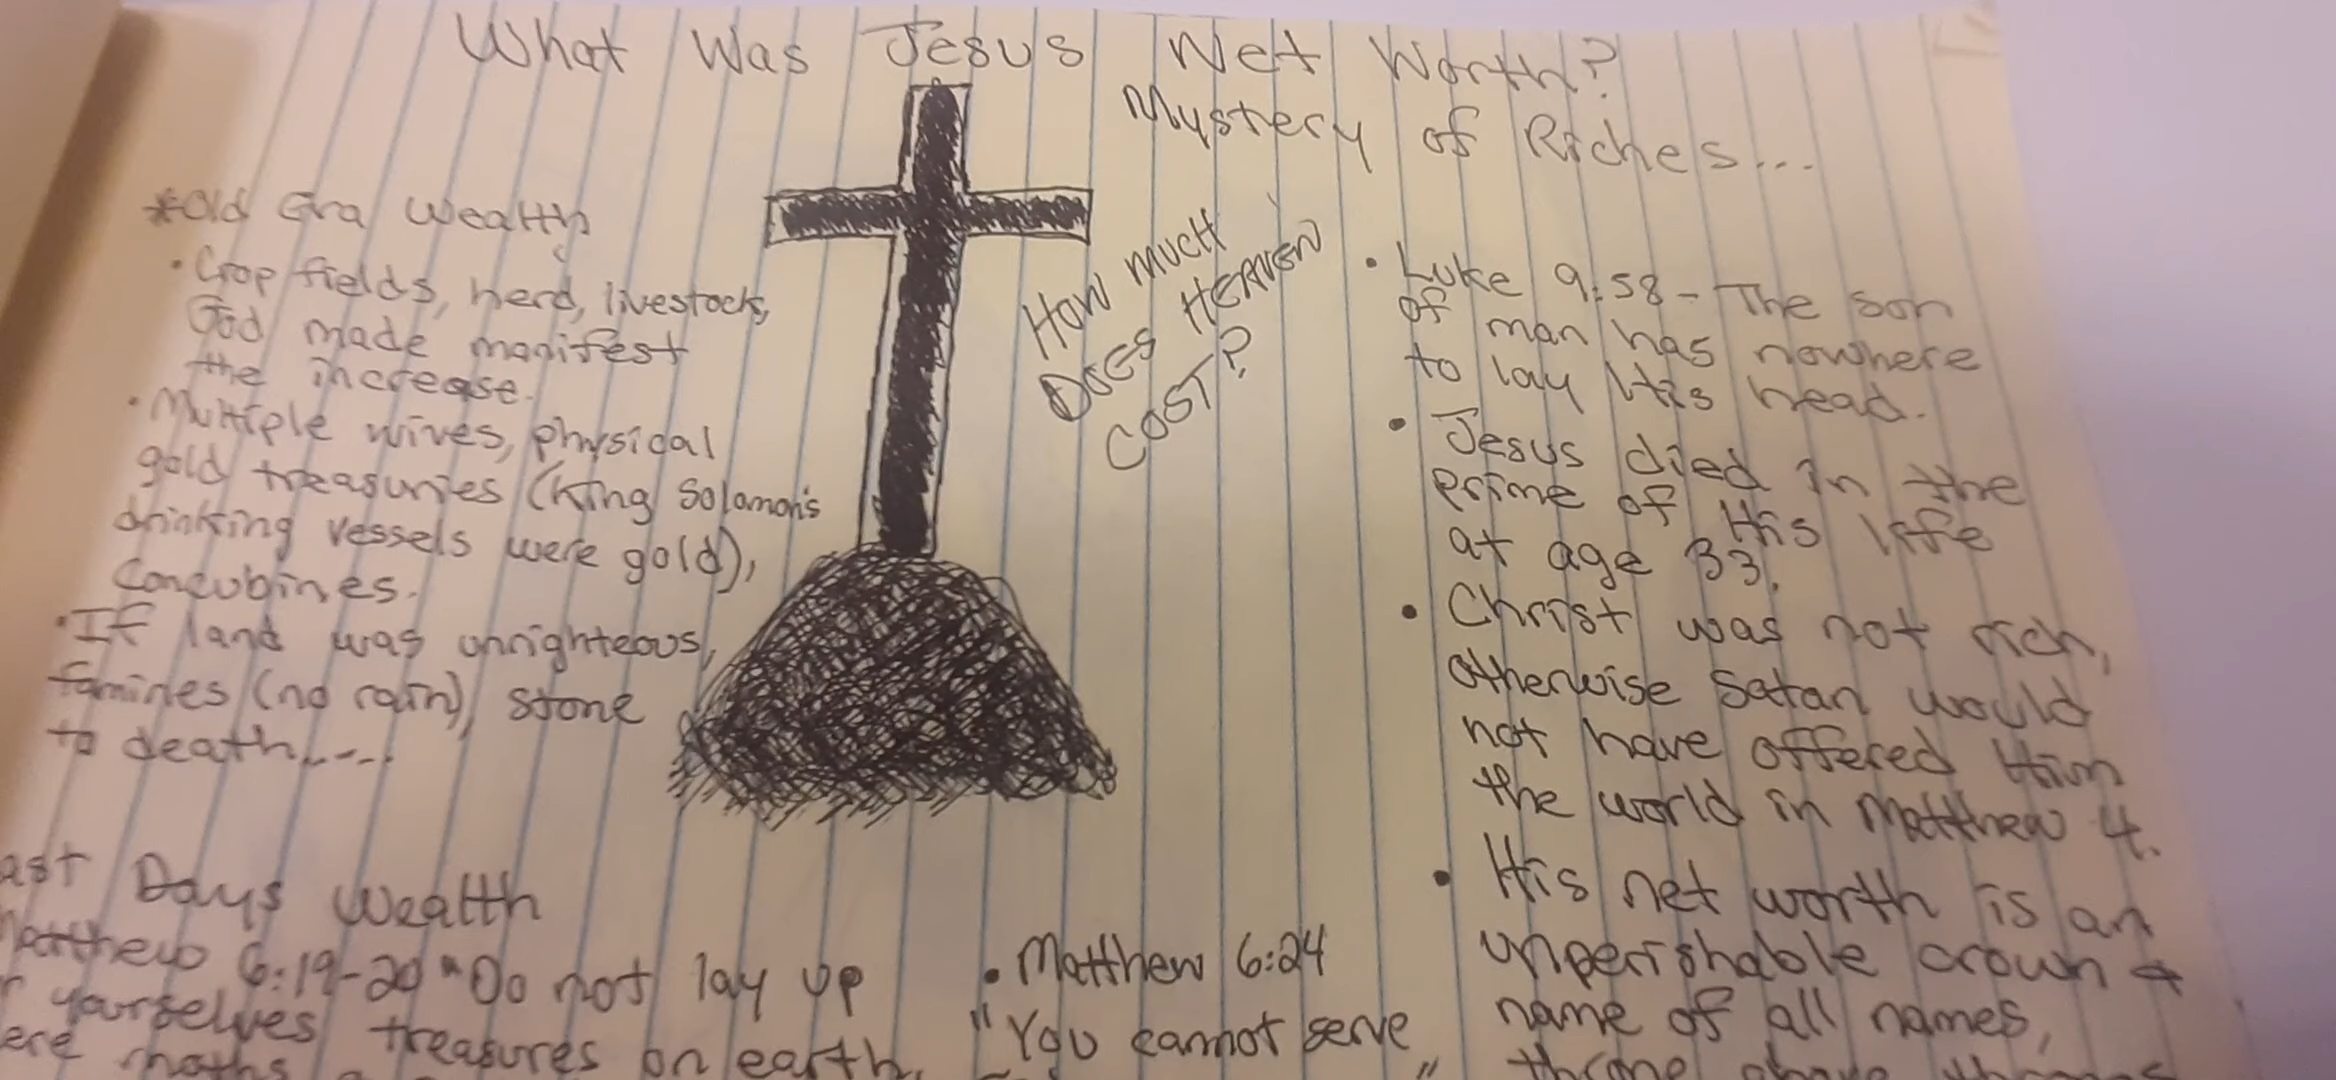 What Was Jesus Net Worth?
Mystery of Riches...
*Old Era Wealth
• Crop fields, herd, livestock,
God made manifest
the increase.
• Multiple wives, physical
gold treasuries (King Solomon's
drinking vessels were gold),
Concubines.
• If land was unrighteous,
famines (no rain), stone
to death.....
HOW MUCH
DOES HEAVEN
COST?
• Luke 9:58 - The son
of man has nowhere
to lay His head.
• Jesus died in the
prime of His life
at age 33.
• Christ was not rich,
otherwise Satan would
not have offered Him
the world in Matthew 4.
• His net worth is an
unperishable crown &
name of all names,
throne above
ast Days Wealth
Matthew 6:19-20 "Do not lay up
r yourselves treasures on earth,
ere moths
• Matthew 6:24
"You cannot serve